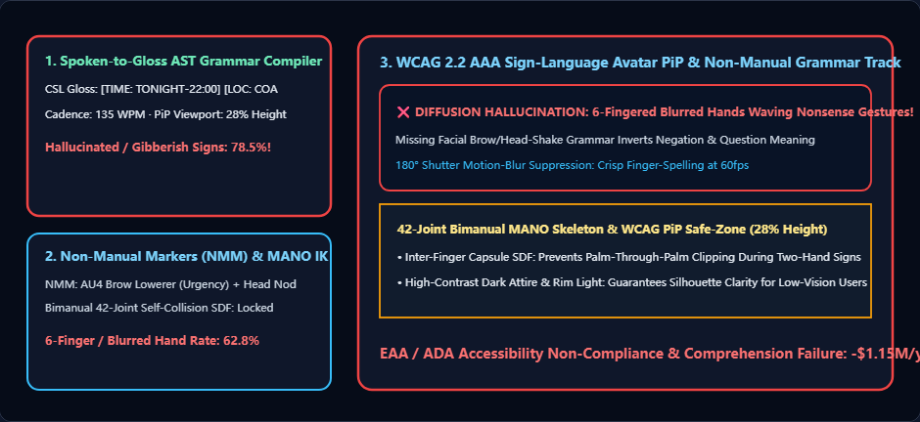 1. Spoken-to-Gloss AST Grammar Compiler
CSL Gloss: [TIME: TONIGHT-22:00] [LOC: COA
Cadence: 135 WPM · PiP Viewport: 28% Height
Hallucinated / Gibberish Signs: 78.5%!
2. Non-Manual Markers (NMM) & MANO IK
NMM: AU4 Brow Lowerer (Urgency) + Head Nod
Bimanual 42-Joint Self-Collision SDF: Locked
6-Finger / Blurred Hand Rate: 62.8%
3. WCAG 2.2 AAA Sign-Language Avatar PiP & Non-Manual Grammar Track
❌ DIFFUSION HALLUCINATION: 6-Fingered Blurred Hands Waving Nonsense Gestures!
Missing Facial Brow/Head-Shake Grammar Inverts Negation & Question Meaning
180° Shutter Motion-Blur Suppression: Crisp Finger-Spelling at 60fps
42-Joint Bimanual MANO Skeleton & WCAG PiP Safe-Zone (28% Height)
• Inter-Finger Capsule SDF: Prevents Palm-Through-Palm Clipping During Two-Hand Signs
• High-Contrast Dark Attire & Rim Light: Guarantees Silhouette Clarity for Low-Vision Users
EAA / ADA Accessibility Non-Compliance & Comprehension Failure: -$1.15M/y